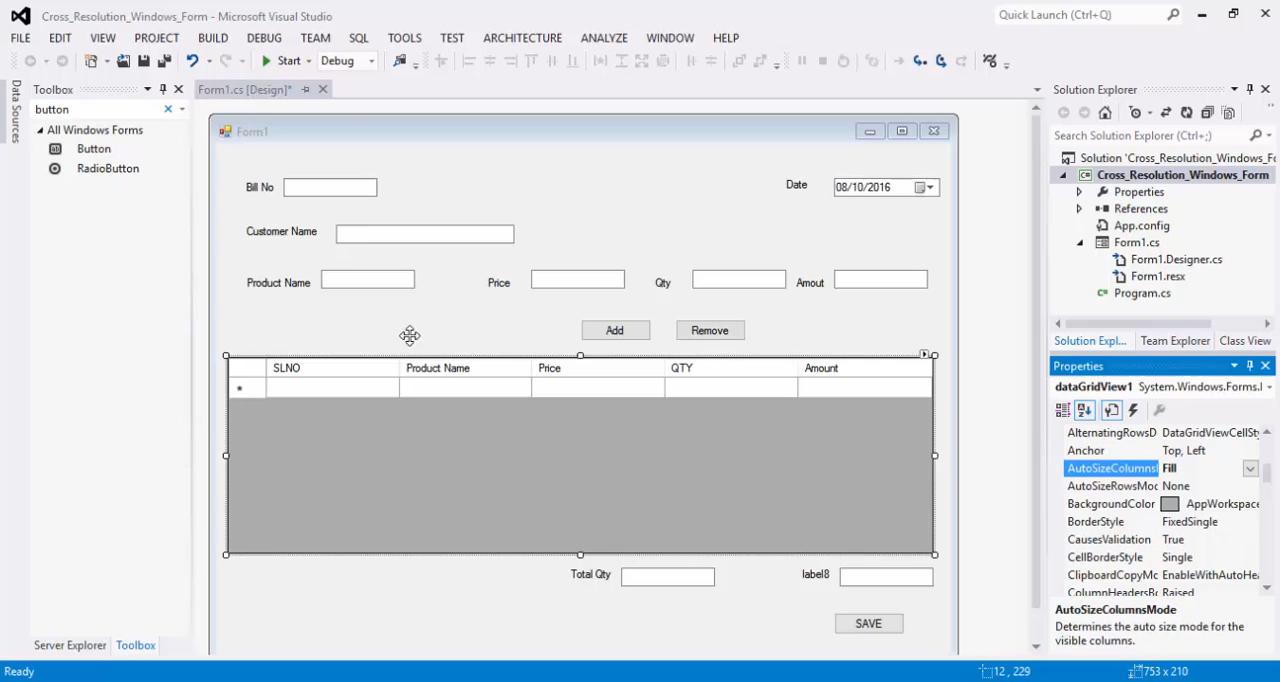 Cross_Resolution_Windows_Form - Microsoft Visual Studio
Quick Launch (Ctrl+Q)
FILE EDIT VIEW PROJECT BUILD DEBUG TEAM SQL TOOLS TEST ARCHITECTURE ANALYZE WINDOW HELP
Start Debug
Data Sources
Toolbox
button
All Windows Forms
Button
RadioButton
Server Explorer Toolbox
Form1.cs [Design]*
Form1
Bill No
Date 08/10/2016
Customer Name
Product Name Price Qty Amout
Add Remove
SLNO Product Name Price QTY Amount
*
Total Qty label8
SAVE
Solution Explorer
Search Solution Explorer (Ctrl+;)
Solution 'Cross_Resolution_Windows_F
Cross_Resolution_Windows_Form
Properties
References
App.config
Form1.cs
Form1.Designer.cs
Form1.resx
Program.cs
Solution Expl... Team Explorer Class View
Properties
dataGridView1 System.Windows.Forms.
AlternatingRowsD DataGridViewCellSty
Anchor Top, Left
AutoSizeColumns Fill
AutoSizeRowsMoc None
BackgroundColor AppWorkspace
BorderStyle FixedSingle
CausesValidation True
CellBorderStyle Single
ClipboardCopyMc EnableWithAutoHe
ColumnHeadersBc Raised
AutoSizeColumnsMode
Determines the auto size mode for the
visible columns.
Ready
12 , 229
753 x 210